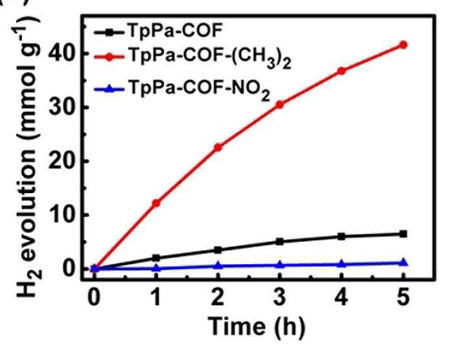 TpPa-COF
TpPa-COF-(CH₃)₂
TpPa-COF-NO₂
H₂ evolution (mmol g⁻¹)
40
30
20
10
0
0 1 2 3 4 5
Time (h)